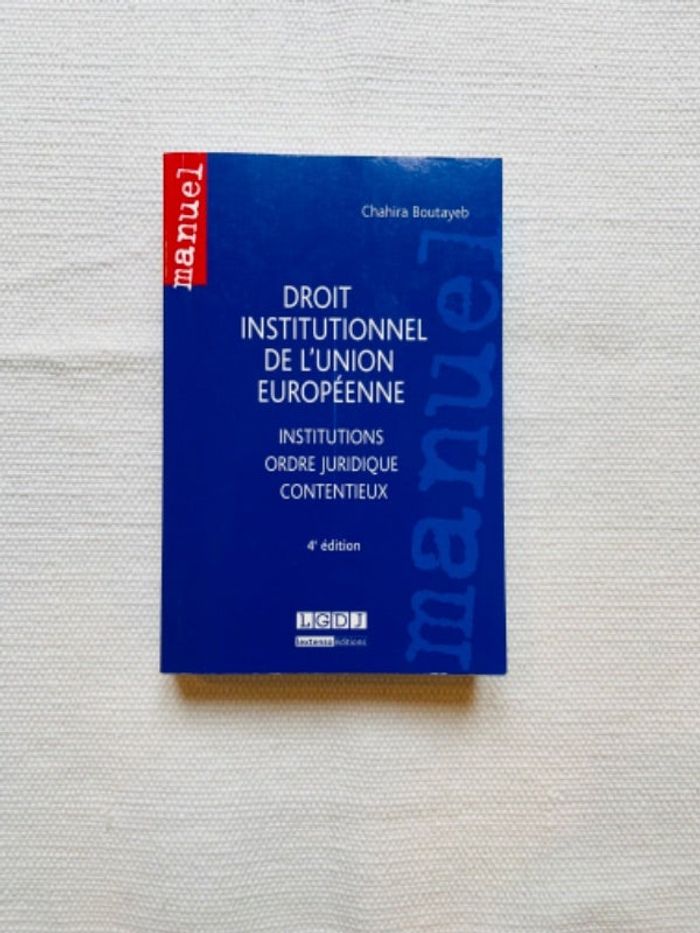 manuel
Chahira Boutayeb
DROIT
INSTITUTIONNEL
DE L'UNION
EUROPÉENNE
INSTITUTIONS
ORDRE JURIDIQUE
CONTENTIEUX
4e édition
LGDJ
lextenso éditions
manuel